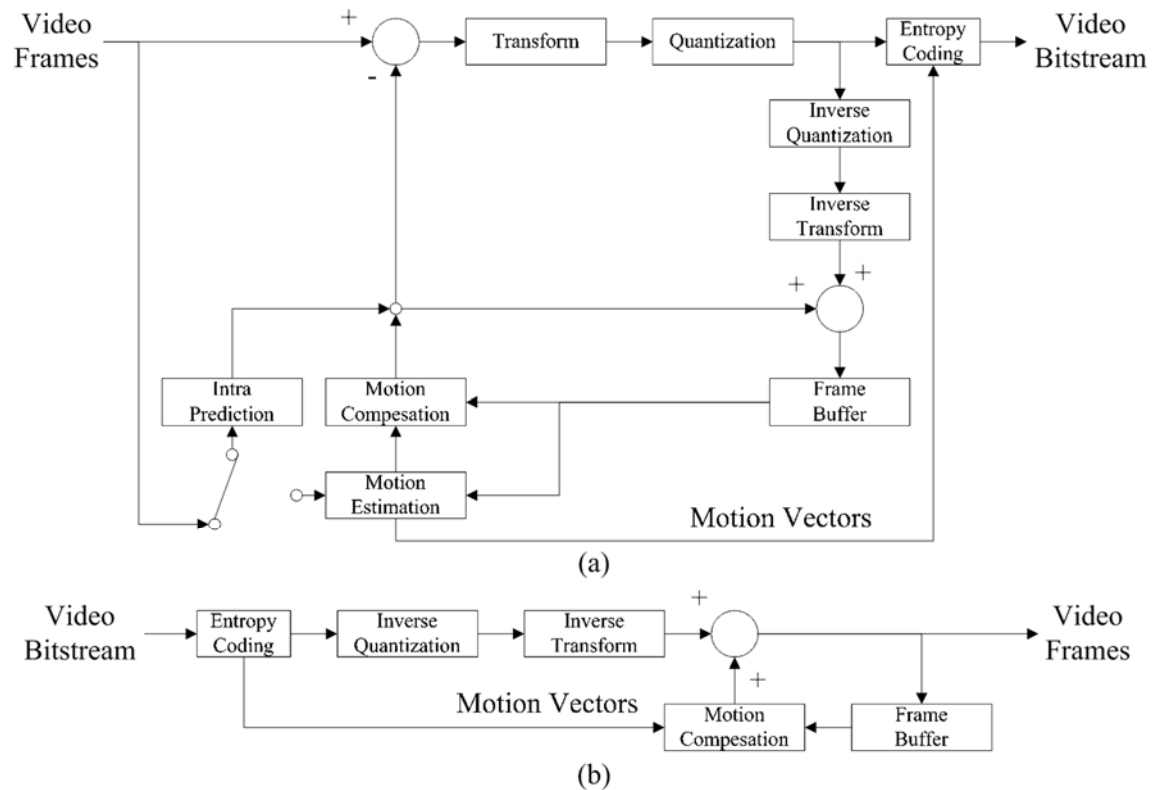 Video
Frames
+
-
Transform
Quantization
Entropy
Coding
Video
Bitstream
Inverse
Quantization
Inverse
Transform
+
+
Intra
Prediction
Motion
Compesation
Frame
Buffer
Motion
Estimation
Motion Vectors
(a)
Video
Bitstream
Entropy
Coding
Inverse
Quantization
Inverse
Transform
+
+
Video
Frames
Motion Vectors
Motion
Compesation
Frame
Buffer
(b)